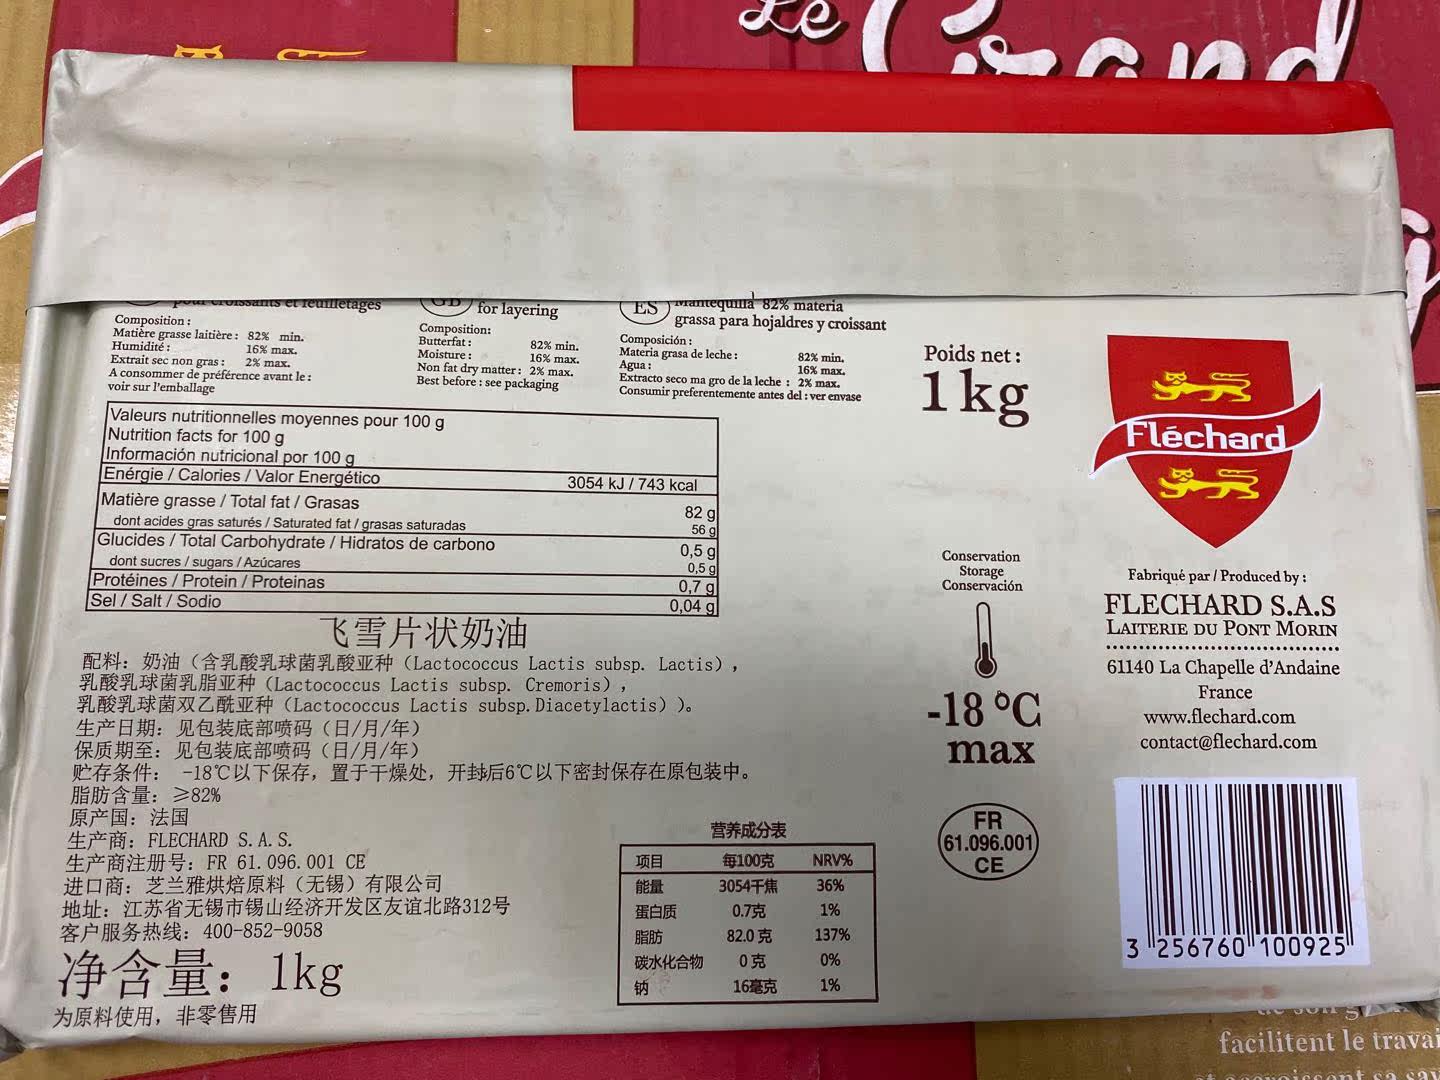 Le Grand
pour croissants et feuilletages
Composition :
Matière grasse laitière : 82% min.
Humidité : 16% max.
Extrait sec non gras : 2% max.
A consommer de préférence avant le :
voir sur l'emballage
GB for layering
Composition:
Butterfat : 82% min.
Moisture : 16% max.
Non fat dry matter : 2% max.
Best before : see packaging
ES Mantequilla 82% materia
grassa para hojaldres y croissant
Composición :
Materia grasa de leche : 82% min.
Agua : 16% max.
Extracto seco ma gro de la leche : 2% max.
Consumir preferentemente antes del : ver envase
Poids net :
1 kg
Fléchard
Valeurs nutritionnelles moyennes pour 100 g
Nutrition facts for 100 g
Información nutricional por 100 g
Enérgie / Calories / Valor Energético 3054 kJ / 743 kcal
Matière grasse / Total fat / Grasas 82 g
dont acides gras saturés / Saturated fat / grasas saturadas 56 g
Glucides / Total Carbohydrate / Hidratos de carbono 0,5 g
dont sucres / sugars / Azúcares 0,5 g
Protéines / Protein / Proteinas 0,7 g
Sel / Salt / Sodio 0,04 g
Conservation
Storage
Conservación
-18 °C
max
FR
61.096.001
CE
Fabriqué par / Produced by :
FLECHARD S.A.S
LAITERIE DU PONT MORIN
61140 La Chapelle d'Andaine
France
www.flechard.com
contact@flechard.com
3 256760 100925
飞雪片状奶油
配料：奶油（含乳酸乳球菌乳酸亚种（Lactococcus Lactis subsp. Lactis），
乳酸乳球菌乳脂亚种（Lactococcus Lactis subsp. Cremoris），
乳酸乳球菌双乙酰亚种（Lactococcus Lactis subsp. Diacetylactis））。
生产日期：见包装底部喷码（日/月/年）
保质期至：见包装底部喷码（日/月/年）
贮存条件： -18℃以下保存，置于干燥处，开封后6℃以下密封保存在原包装中。
脂肪含量：≥82%
原产国：法国
生产商：FLECHARD S.A.S.
生产商注册号：FR 61.096.001 CE
进口商：芝兰雅烘焙原料（无锡）有限公司
地址：江苏省无锡市锡山经济开发区友谊北路312号
客户服务热线：400-852-9058
净含量：1kg
为原料使用，非零售用
营养成分表
项目 每100克 NRV%
能量 3054千焦 36%
蛋白质 0.7克 1%
脂肪 82.0 克 137%
碳水化合物 0 克 0%
钠 16毫克 1%
facilitent le travai